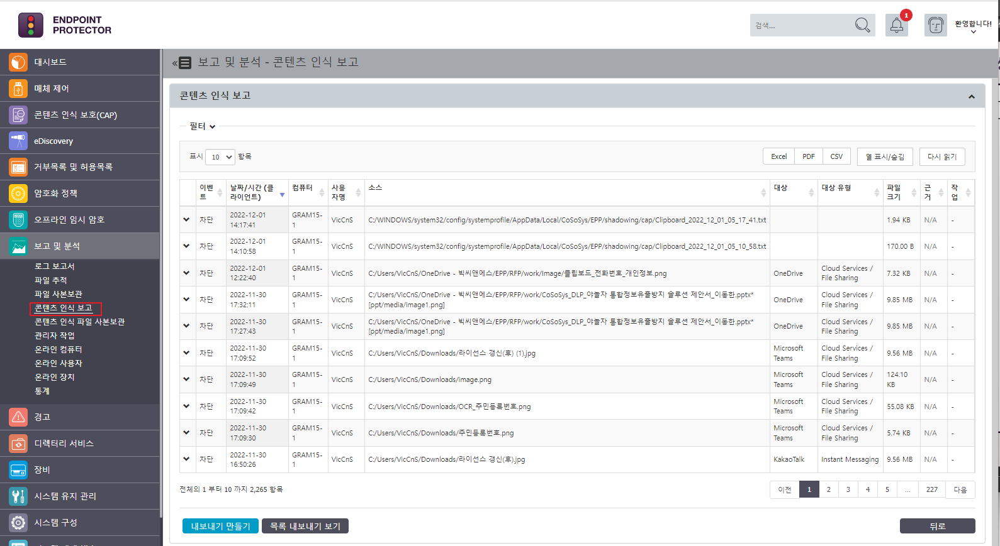 ENDPOINT
PROTECTOR
검색...
1
환영합니다!
대시보드
매체 제어
콘텐츠 인식 보호(CAP)
eDiscovery
거부목록 및 허용목록
암호화 정책
오프라인 임시 암호
보고 및 분석
로그 보고서
파일 추적
파일 사본보관
콘텐츠 인식 보고
콘텐츠 인식 파일 사본보관
관리자 작업
온라인 컴퓨터
온라인 사용자
온라인 장치
통계
경고
디렉터리 서비스
장비
시스템 유지 관리
시스템 구성
« 보고 및 분석 - 콘텐츠 인식 보고
콘텐츠 인식 보고
필터
표시 10 항목
Excel PDF CSV 열 표시/숨김 다시 읽기
이벤트 날짜/시간 (클라이언트) 컴퓨터 사용자명 소스 대상 대상 유형 파일 크기 근거 작업
차단 2022-12-01 14:17:41 GRAM15-1 VicCnS C:/WINDOWS/system32/config/systemprofile/AppData/Local/CoSoSys/EPP/shadowing/cap/Clipboard_2022_12_01_05_17_41.txt 1.94 KB N/A -
차단 2022-12-01 14:10:58 GRAM15-1 VicCnS C:/WINDOWS/system32/config/systemprofile/AppData/Local/CoSoSys/EPP/shadowing/cap/Clipboard_2022_12_01_05_10_58.txt 170.00 B N/A -
차단 2022-12-01 12:22:40 GRAM15-1 VicCnS C:/Users/VicCnS/OneDrive - 빅씨앤에스/EPP/RFP/work/Image/클립보드_전화번호_개인정보.png OneDrive Cloud Services / File Sharing 7.32 KB N/A -
차단 2022-11-30 17:32:11 GRAM15-1 VicCnS C:/Users/VicCnS/OneDrive - 빅씨앤에스/EPP/RFP/work/CoSoSys_DLP_야놀자 통합정보유출방지 솔루션 제안서_이동한.pptx*[ppt/media/image1.png] OneDrive Cloud Services / File Sharing 9.85 MB N/A -
차단 2022-11-30 17:27:43 GRAM15-1 VicCnS C:/Users/VicCnS/OneDrive - 빅씨앤에스/EPP/RFP/work/CoSoSys_DLP_야놀자 통합정보유출방지 솔루션 제안서_이동한.pptx*[ppt/media/image1.png] OneDrive Cloud Services / File Sharing 9.85 MB N/A -
차단 2022-11-30 17:09:52 GRAM15-1 VicCnS C:/Users/VicCnS/Downloads/라이선스 갱신(후) (1).jpg Microsoft Teams Cloud Services / File Sharing 9.56 MB N/A -
차단 2022-11-30 17:09:49 GRAM15-1 VicCnS C:/Users/VicCnS/Downloads/image.png Microsoft Teams Cloud Services / File Sharing 124.10 KB N/A -
차단 2022-11-30 17:09:42 GRAM15-1 VicCnS C:/Users/VicCnS/Downloads/OCR_주민등록번호.png Microsoft Teams Cloud Services / File Sharing 55.08 KB N/A -
차단 2022-11-30 17:09:30 GRAM15-1 VicCnS C:/Users/VicCnS/Downloads/주민등록번호.png Microsoft Teams Cloud Services / File Sharing 5.74 KB N/A -
차단 2022-11-30 16:50:26 GRAM15-1 VicCnS C:/Users/VicCnS/Downloads/라이선스 갱신(후).jpg KakaoTalk Instant Messaging 9.56 MB N/A -
전체의 1 부터 10 까지 2,265 항목
이전 1 2 3 4 5 ... 227 다음
내보내기 만들기 목록 내보내기 보기 뒤로